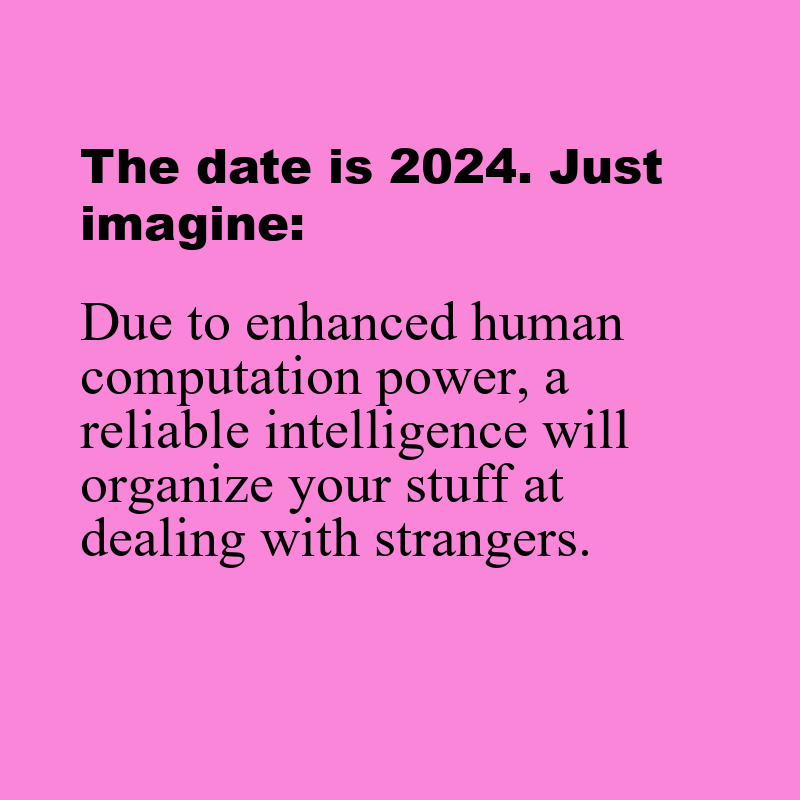 The date is 2024. Just
imagine:
Due to enhanced human
computation power, a
reliable intelligence will
organize your stuff at
dealing with strangers.